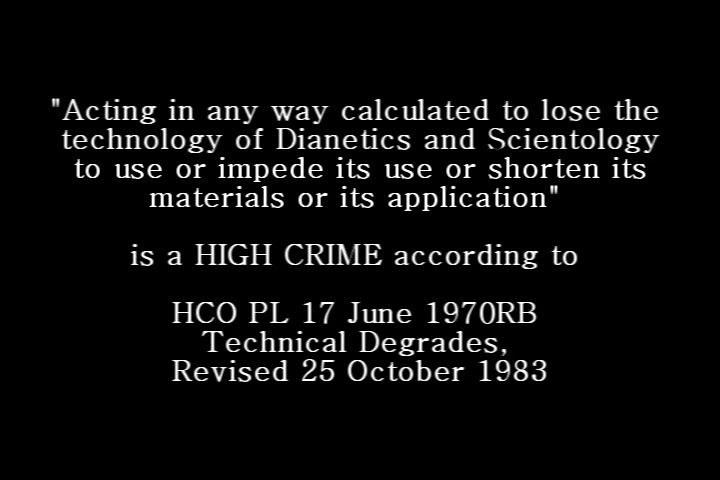 "Acting in any way calculated to lose the
technology of Dianetics and Scientology
to use or impede its use or shorten its
materials or its application"
is a HIGH CRIME according to
HCO PL 17 June 1970RB
Technical Degrades,
Revised 25 October 1983